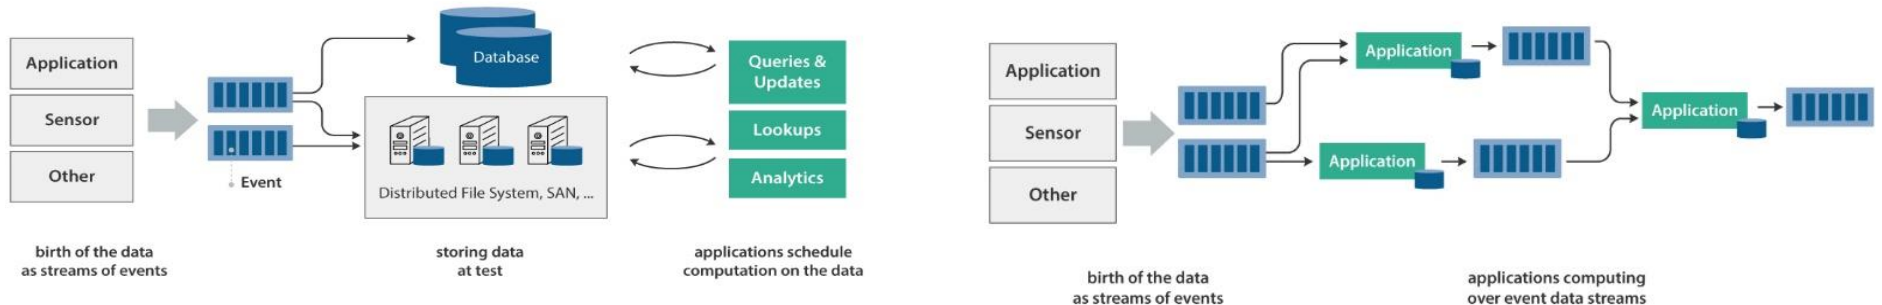 Application
Sensor
Other
Event
Database
Distributed File System, SAN, ...
Queries &
Updates
Lookups
Analytics
birth of the data
as streams of events
storing data
at test
applications schedule
computation on the data
Application
Sensor
Other
Application
Application
Application
birth of the data
as streams of events
applications computing
over event data streams